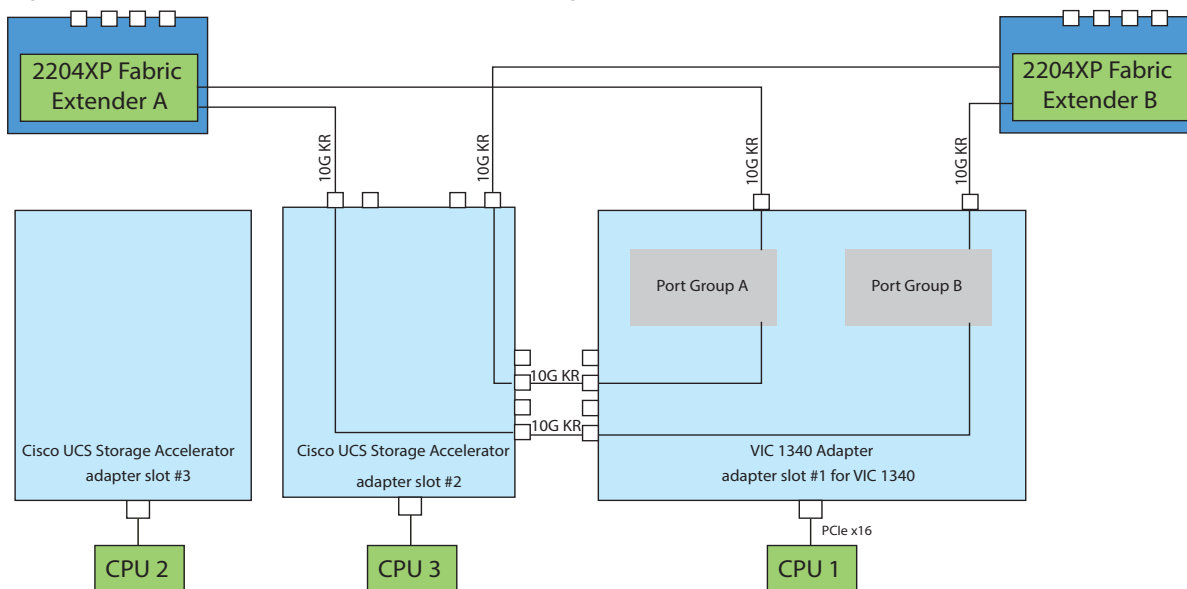 2204XP Fabric
Extender A
2204XP Fabric
Extender B
10G KR
10G KR
10G KR
10G KR
Port Group A
Port Group B
10G KR
10G KR
Cisco UCS Storage Accelerator
adapter slot #3
Cisco UCS Storage Accelerator
adapter slot #2
VIC 1340 Adapter
adapter slot #1 for VIC 1340
PCIe x16
CPU 2
CPU 3
CPU 1